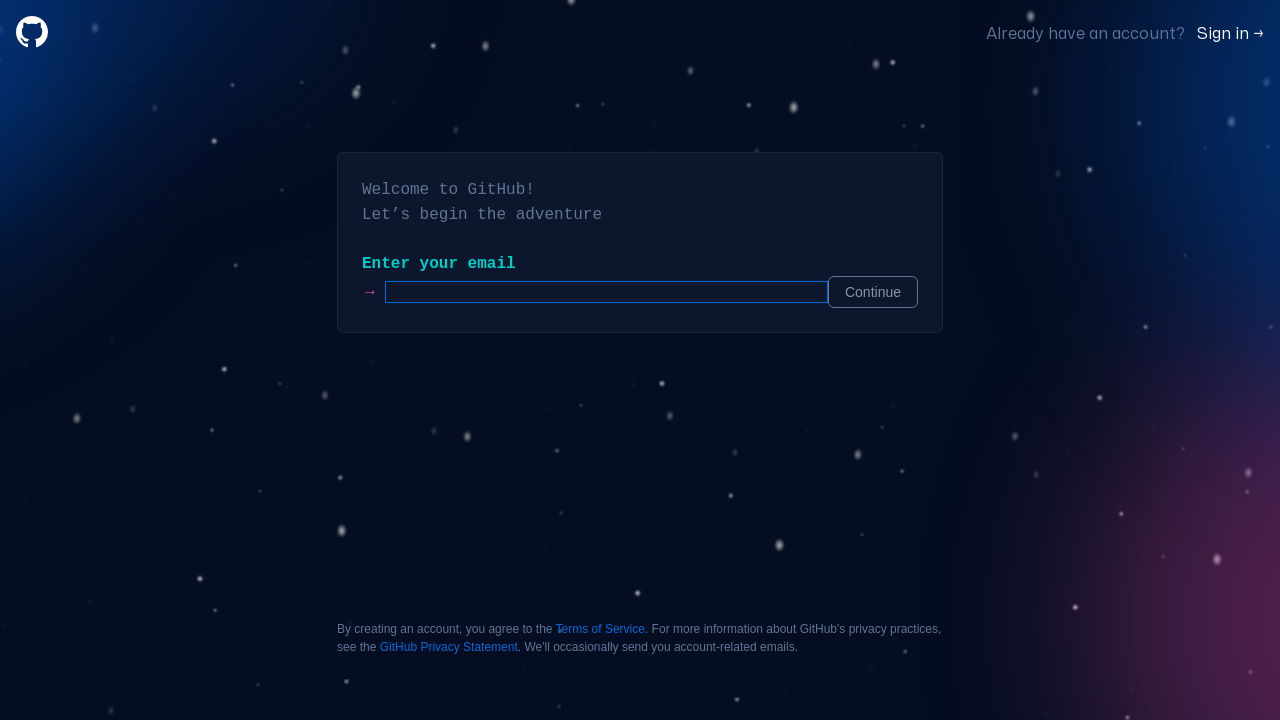 Already have an account? Sign in →
Welcome to GitHub!
Let’s begin the adventure
Enter your email
→ Continue
By creating an account, you agree to the Terms of Service. For more information about GitHub's privacy practices,
see the GitHub Privacy Statement. We'll occasionally send you account-related emails.